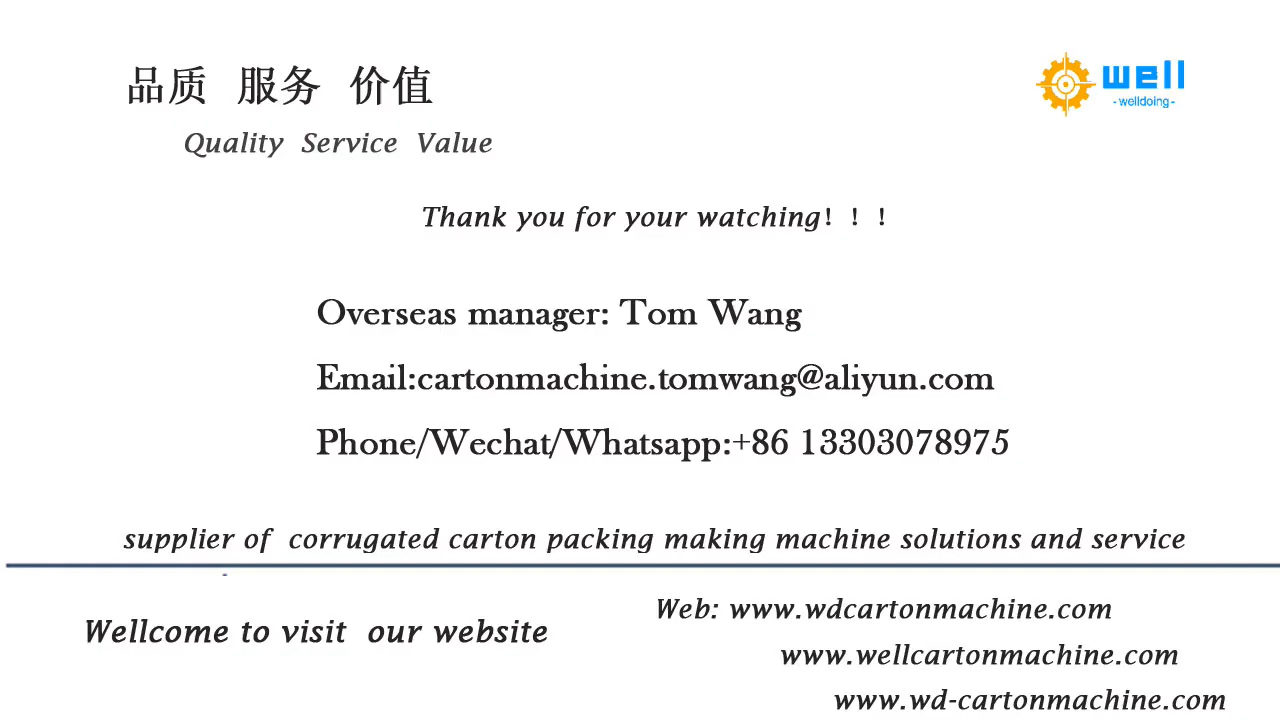 品质 服务 价值
well
-welldoing-
Quality Service Value
Thank you for your watching！！！
Overseas manager: Tom Wang
Email:cartonmachine.tomwang@aliyun.com
Phone/Wechat/Whatsapp:+86 13303078975
supplier of corrugated carton packing making machine solutions and service
Wellcome to visit our website
Web: www.wdcartonmachine.com
www.wellcartonmachine.com
www.wd-cartonmachine.com